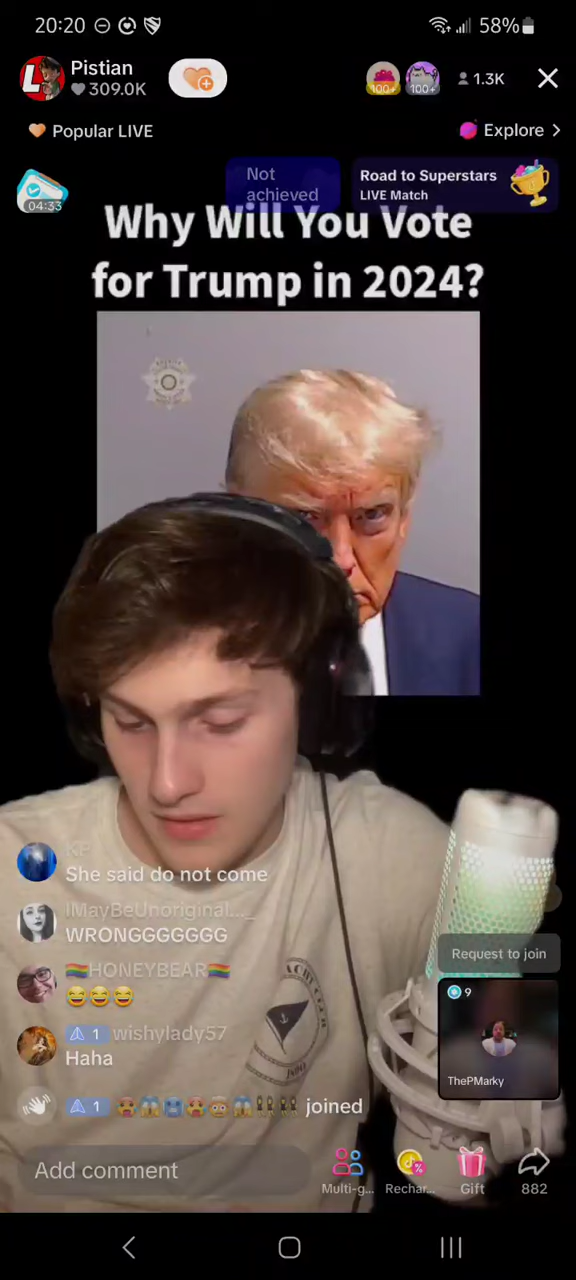 20:20
58%
Pistian
309.0K
100+
100+
1.3K
Popular LIVE
Explore >
04:33
Not
achieved
Road to Superstars
LIVE Match
Why Will You Vote
for Trump in 2024?
KP
She said do not come
IMayBeUnoriginal..._
WRONGGGGGGG
🏳️‍🌈HONEYBEAR🏳️‍🌈
😂😂😂
1 wishylady57
Haha
1 joined
Request to join
9
ThePMarky
Add comment
Multi-g...
Rechar...
Gift
882